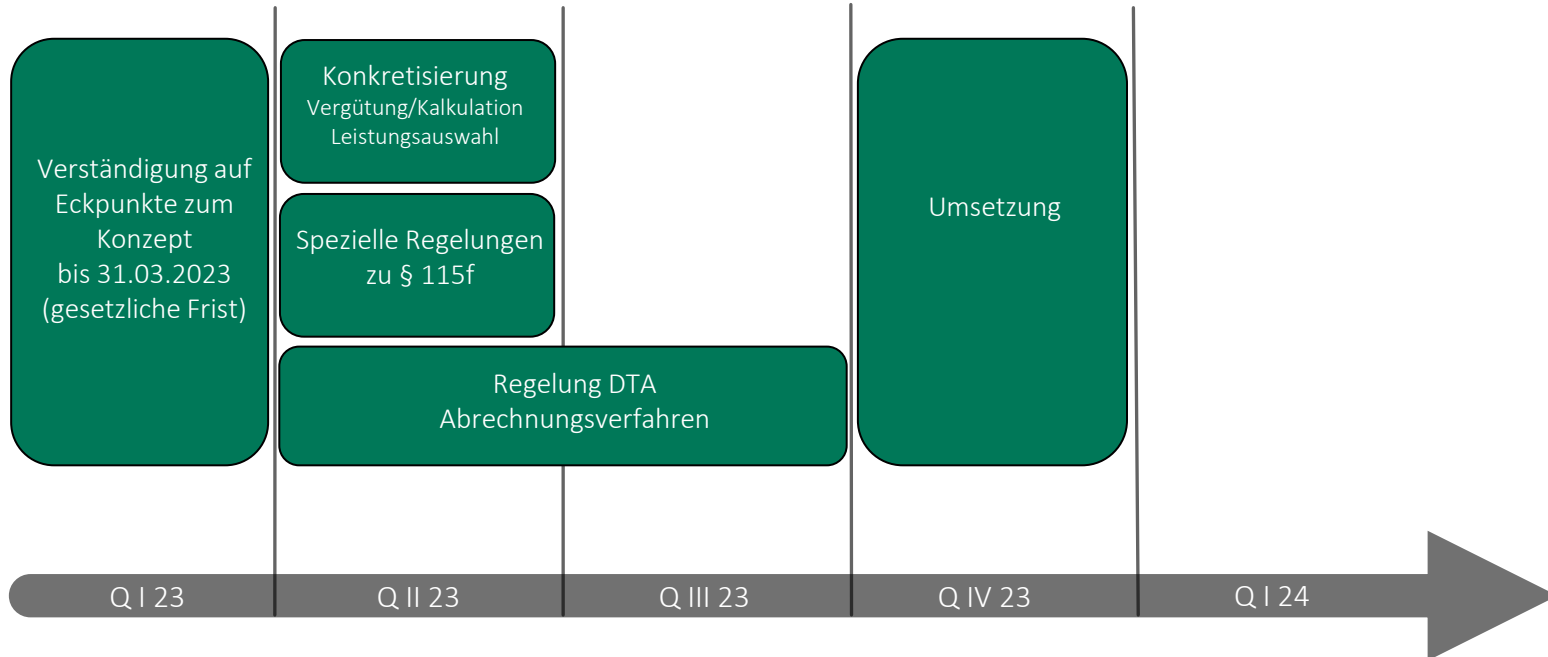 Verständigung auf
Eckpunkte zum
Konzept
bis 31.03.2023
(gesetzliche Frist)
Konkretisierung
Vergütung/Kalkulation
Leistungsauswahl
Spezielle Regelungen
zu § 115f
Regelung DTA
Abrechnungsverfahren
Umsetzung
Q I 23
Q II 23
Q III 23
Q IV 23
Q I 24